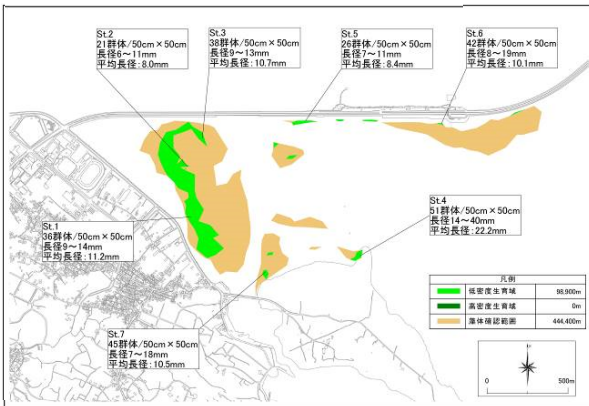 St.2
21群体/50cm×50cm
長径6～11mm
平均長径:8.0mm
St.3
38群体/50cm×50cm
長径9～13mm
平均長径:10.7mm
St.5
26群体/50cm×50cm
長径7～11mm
平均長径:8.4mm
St.6
42群体/50cm×50cm
長径8～19mm
平均長径:10.1mm
St.1
36群体/50cm×50cm
長径9～14mm
平均長径:11.2mm
St.4
51群体/50cm×50cm
長径14～40mm
平均長径:22.2mm
St.7
45群体/50cm×50cm
長径7～18mm
平均長径:10.5mm
凡例
低密度生育域 98,900m
高密度生育域 0m
藻体確認範囲 444,400m
0 500m